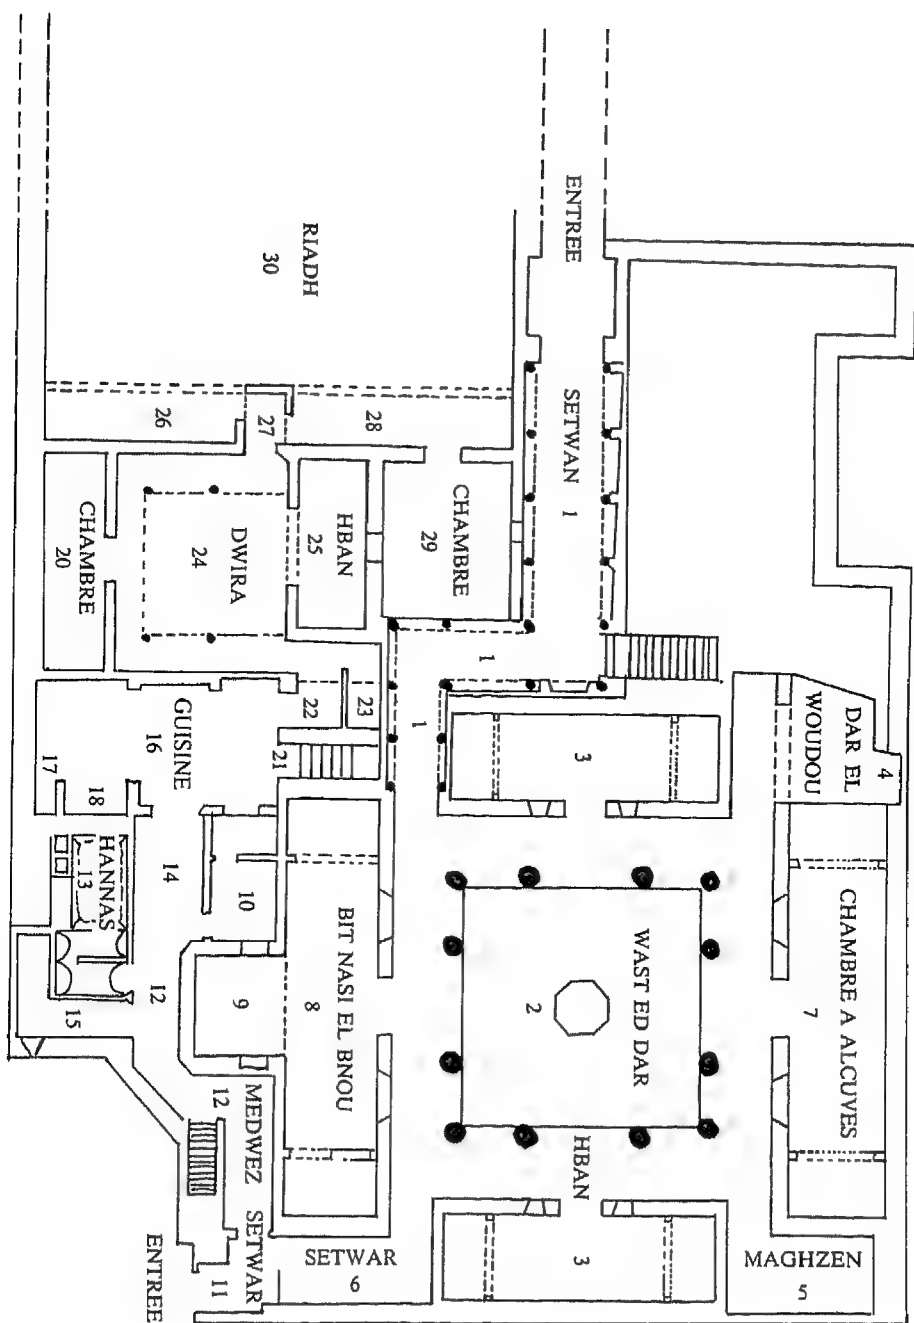 ENTREE
RIADH
30
SETWAN 1
26
27
28
CHAMBRE
29
HBAN
25
DWIRA
24
CHAMBRE
20
1
1
22
23
21
GUISINE
16
17
18
3
DAR EL
WOUDOU
4
HANNAS
13
14
10
BIT NASI EL BNOU
8
9
WAST ED DAR
2
CHAMBRE A ALCUVES
7
12
15
12
MEDWEZ SETWAR
11
ENTREE
HBAN
3
SETWAR
6
MAGHZEN
5